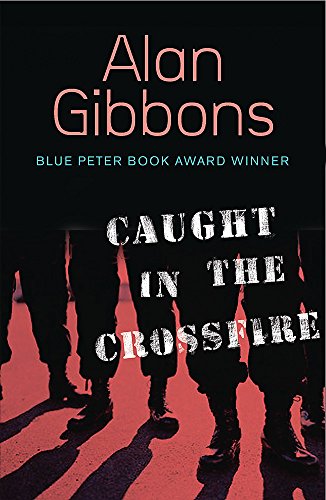 Alan
Gibbons
BLUE PETER BOOK AWARD WINNER
CAUGHT
IN THE
CROSSFIRE